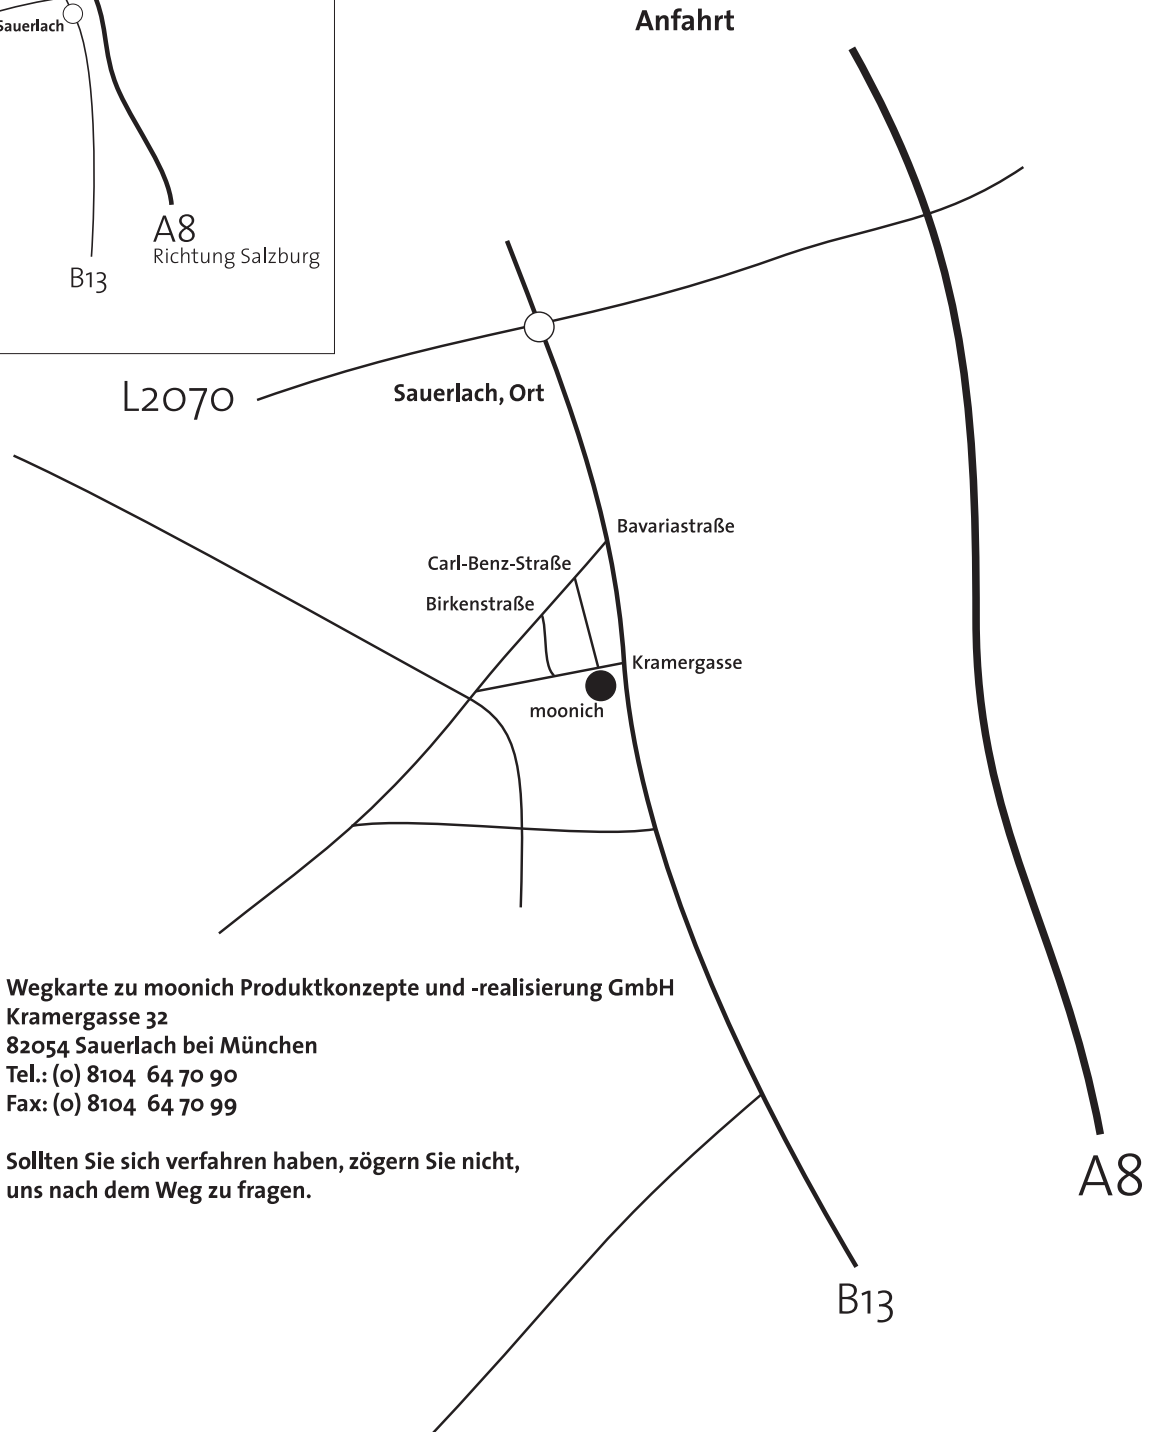 Anfahrt
Sauerlach
A8
Richtung Salzburg
B13
L2070
Sauerlach, Ort
Bavariastraße
Carl-Benz-Straße
Birkenstraße
Kramergasse
moonich
Wegkarte zu moonich Produktkonzepte und -realisierung GmbH
Kramergasse 32
82054 Sauerlach bei München
Tel.: (0) 8104  64 70 90
Fax: (0) 8104  64 70 99
Sollten Sie sich verfahren haben, zögern Sie nicht,
uns nach dem Weg zu fragen.
A8
B13